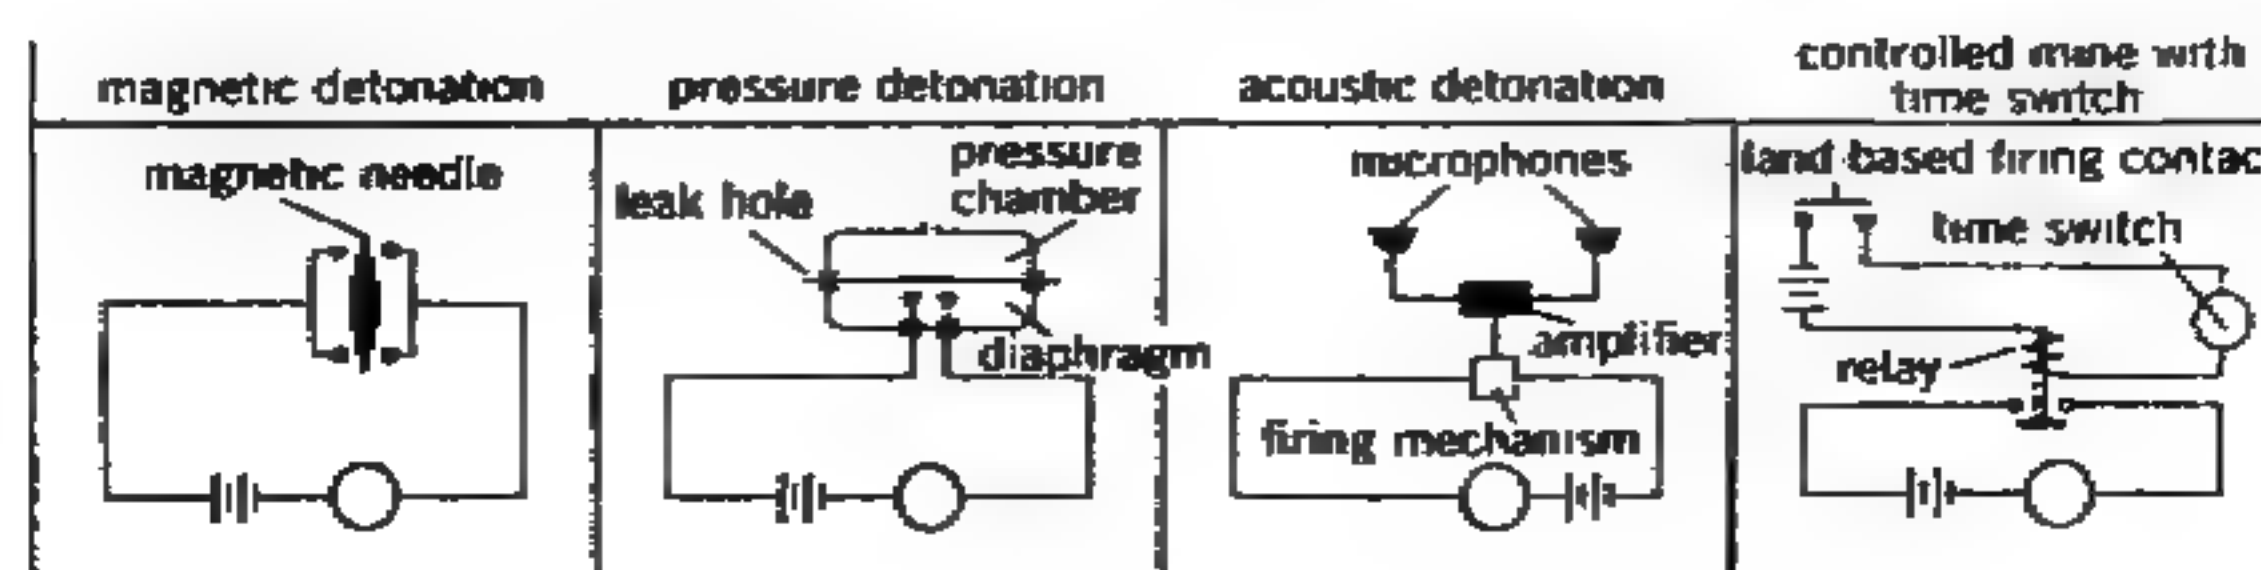 magnetic detonation
pressure detonation
acoustic detonation
controlled mine with
time switch
magnetic needle
leak hole
pressure
chamber
diaphragm
microphones
amplifier
firing mechanism
land based firing contac
time switch
relay